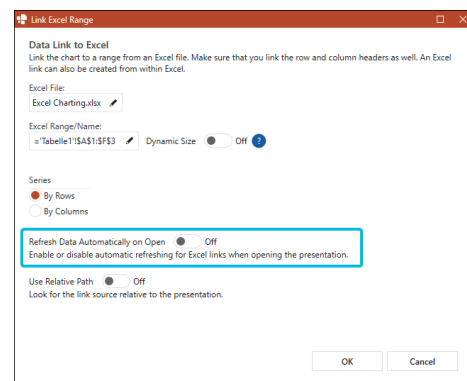 Link Excel Range
Data Link to Excel
Link the chart to a range from an Excel file. Make sure that you link the row and column headers as well. An Excel
link can also be created from within Excel.
Excel File:
Excel Charting.xlsx
Excel Range/Name:
='Tabelle1'!$A$1:$F$3 Dynamic Size Off ?
Series
By Rows
By Columns
Refresh Data Automatically on Open Off
Enable or disable automatic refreshing for Excel links when opening the presentation.
Use Relative Path Off
Look for the link source relative to the presentation.
OK Cancel